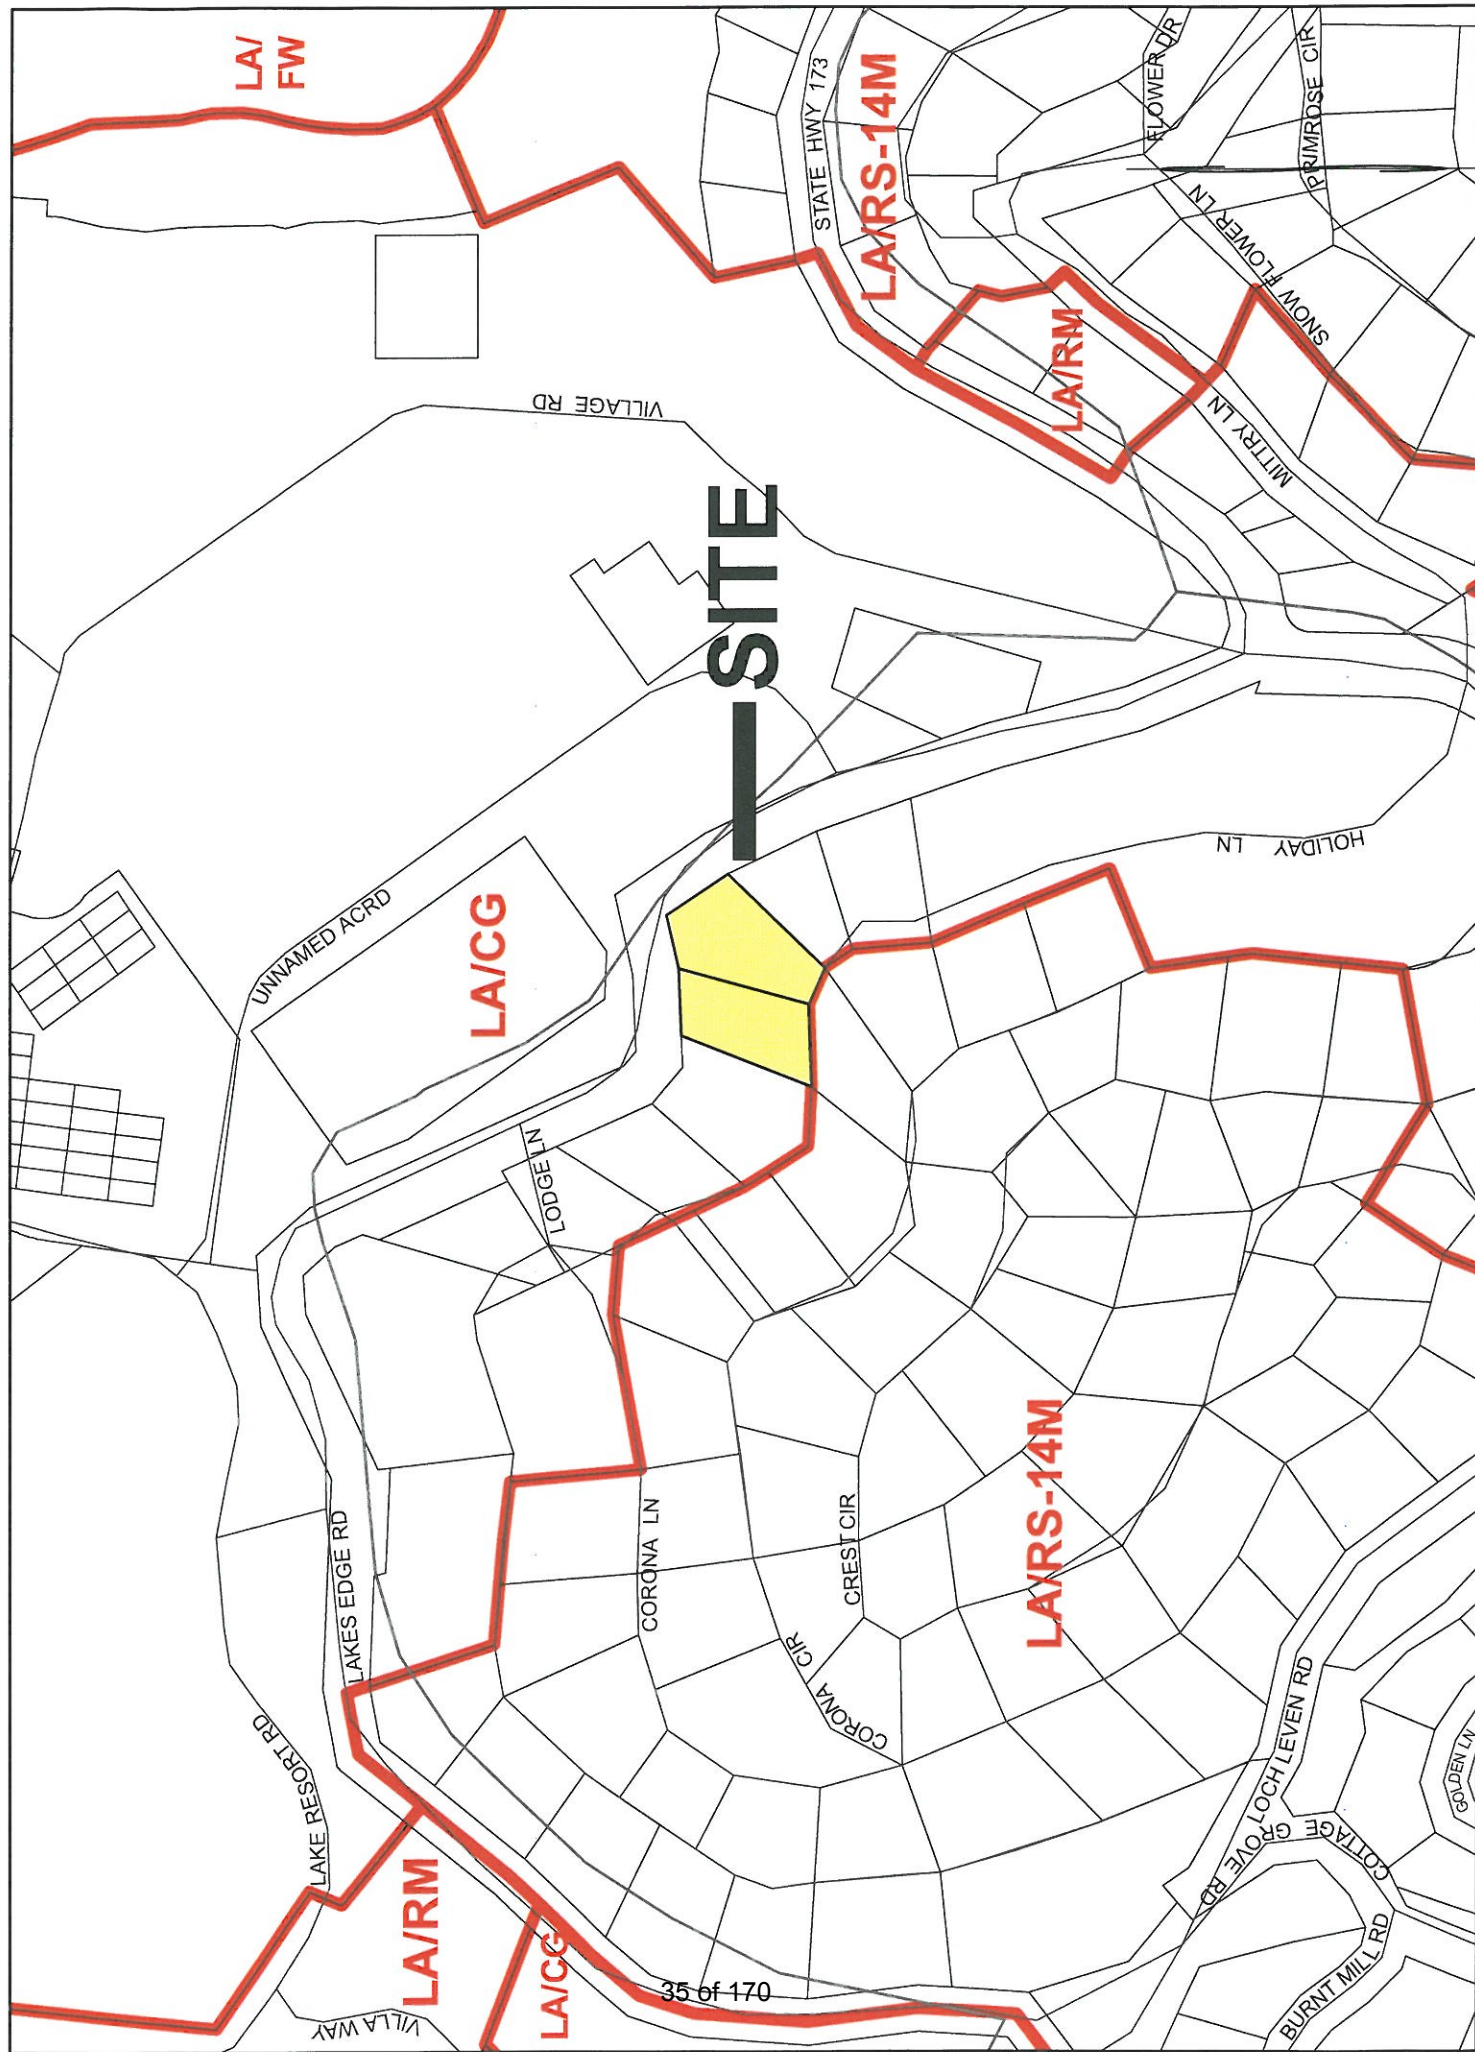 LA/
FW
STATE HWY 173
LA/RS-14M
FLOWER DR
PRIMROSE CIR
SNOW FLOWER LN
LA/RM
MITTRY LN
VILLAGE RD
SITE
HOLIDAY LN
UNNAMED ACRD
LA/CG
LODGE LN
LAKES EDGE RD
CORONA LN
CREST CIR
CORONA CIR
LA/RS-14M
LAKE RESORT RD
LA/RM
LA/CG
VILLA WAY
LOCH LEVEN RD
COTTAGE GROVE RD
GOLDEN LN
BURNT MILL RD
35 of 170